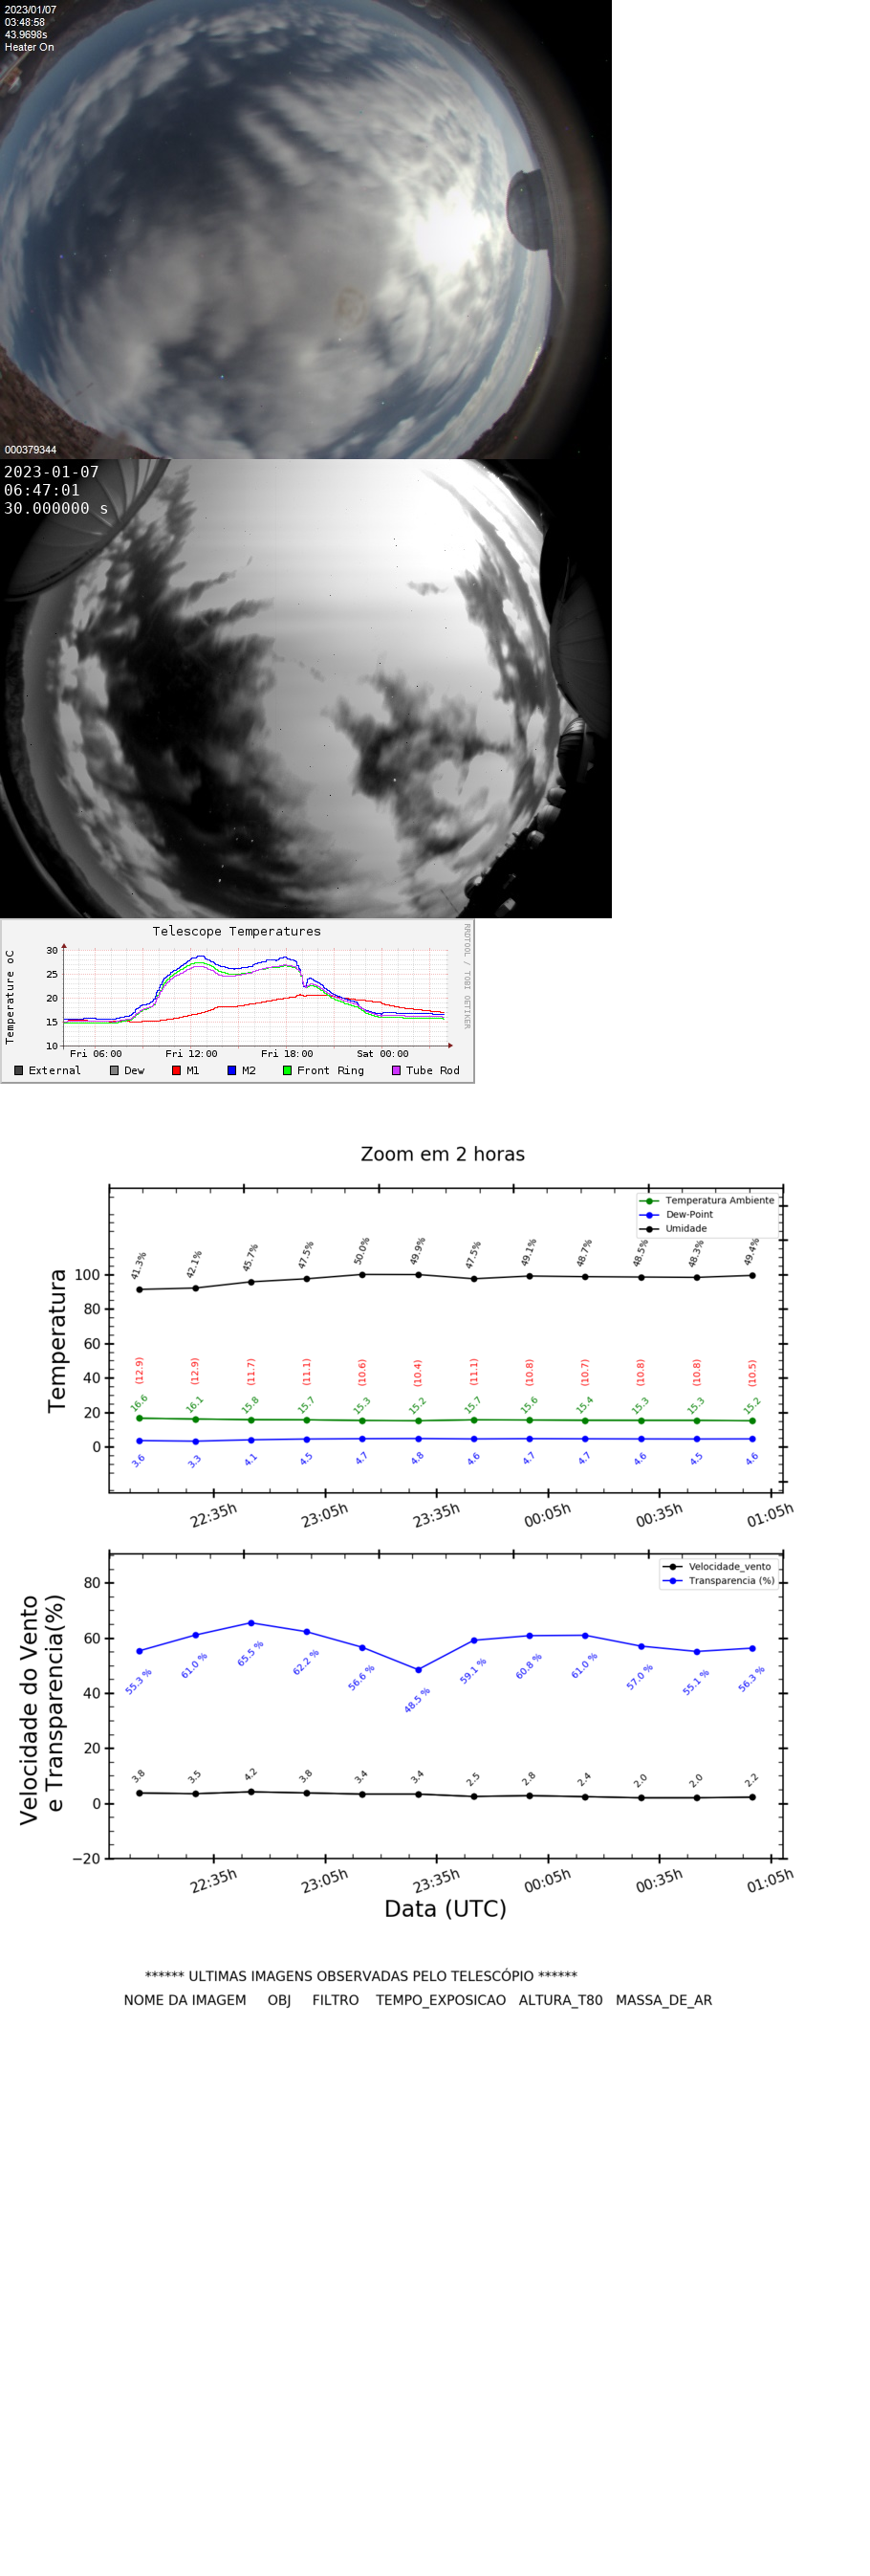 2023/01/07
03:48:58
43.9698s
Heater On
000379344
2023-01-07
06:47:01
30.000000 s
Telescope Temperatures
RRDTOOL / TOBI OETIKER
Temperature oC
30
25
20
15
10
Fri 06:00 Fri 12:00 Fri 18:00 Sat 00:00
External Dew M1 M2 Front Ring Tube Rod
Zoom em 2 horas
Temperatura Ambiente
Dew-Point
Umidade
Temperatura
100
80
60
40
20
0
41.3% 42.1% 45.7% 47.5% 50.0% 49.9% 47.5% 49.1% 48.7% 48.5% 48.3% 49.4%
(12.9) (12.9) (11.7) (11.1) (10.6) (10.4) (11.1) (10.8) (10.7) (10.8) (10.8) (10.5)
16.6 16.1 15.8 15.7 15.3 15.2 15.7 15.6 15.4 15.3 15.3 15.2
3.6 3.3 4.1 4.5 4.7 4.8 4.6 4.7 4.7 4.6 4.5 4.6
22:35h 23:05h 23:35h 00:05h 00:35h 01:05h
Velocidade_vento
Transparencia (%)
Velocidade do Vento
e Transparencia(%)
80
60
40
20
0
−20
55.3 % 61.0 % 65.5 % 62.2 % 56.6 % 48.5 % 59.1 % 60.8 % 61.0 % 57.0 % 55.1 % 56.3 %
3.8 3.5 4.2 3.8 3.4 3.4 2.5 2.8 2.4 2.0 2.0 2.2
22:35h 23:05h 23:35h 00:05h 00:35h 01:05h
Data (UTC)
****** ULTIMAS IMAGENS OBSERVADAS PELO TELESCÓPIO ******
NOME DA IMAGEM OBJ FILTRO TEMPO_EXPOSICAO ALTURA_T80 MASSA_DE_AR